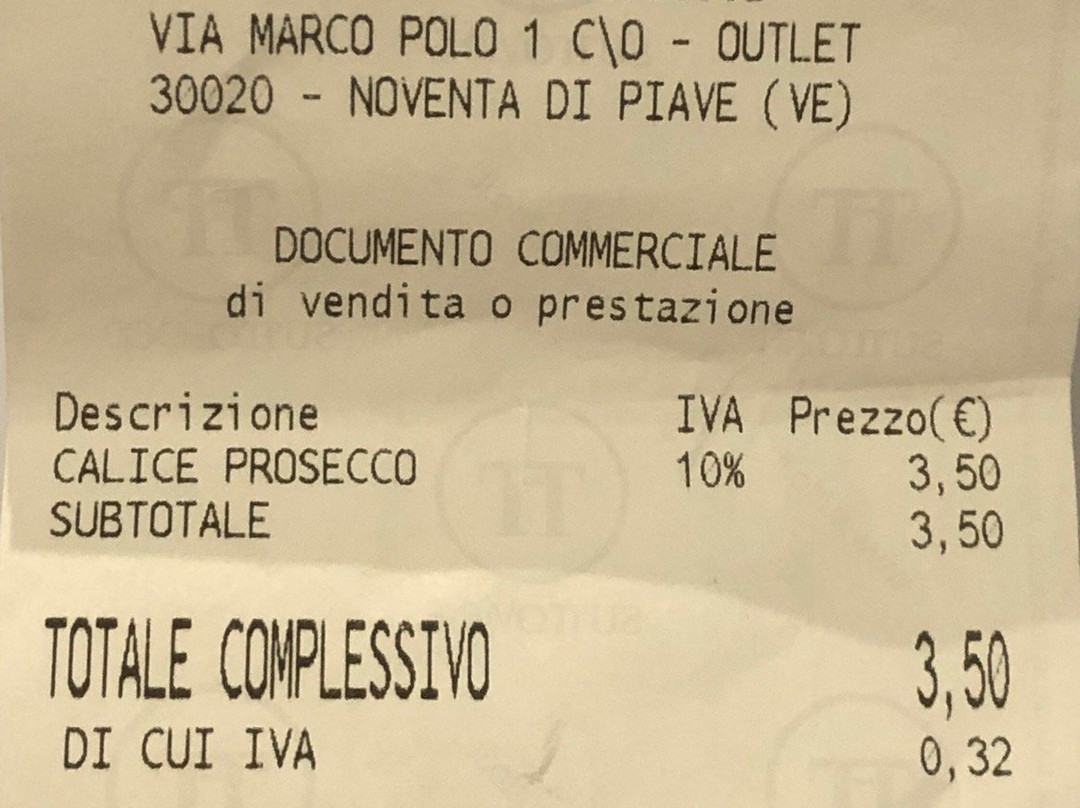 VIA MARCO POLO 1 C\O - OUTLET
30020 - NOVENTA DI PIAVE (VE)
DOCUMENTO COMMERCIALE
di vendita o prestazione
Descrizione IVA Prezzo(€)
CALICE PROSECCO 10% 3,50
SUBTOTALE 3,50
TOTALE COMPLESSIVO 3,50
DI CUI IVA 0,32